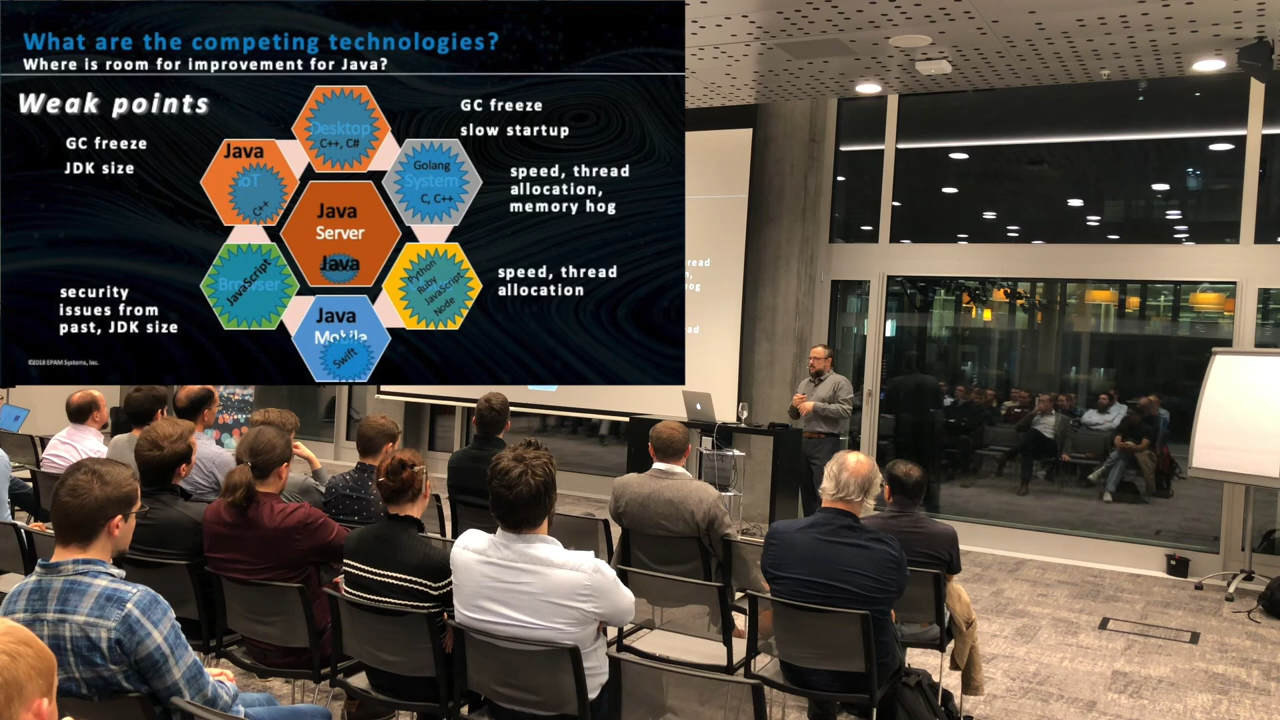 What are the competing technologies?
Where is room for improvement for Java?
Weak points
GC freeze
JDK size
GC freeze
slow startup
Desktop
C++, C#
Java
IoT
C++
Golang
System
C, C++
speed, thread
allocation,
memory hog
Java
Server
Java
Browser
JavaScript
Python
Ruby
JavaScript
Node
speed, thread
allocation
security
issues from
past, JDK size
Java
Mobile
Swift
©2018 EPAM Systems, Inc.
read